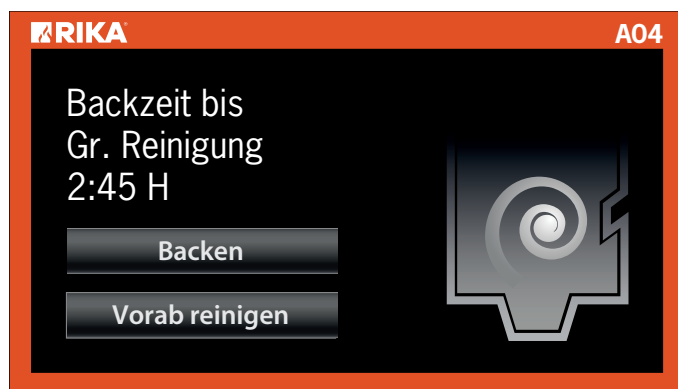 RIKA
A04
Backzeit bis
Gr. Reinigung
2:45 H
Backen
Vorab reinigen